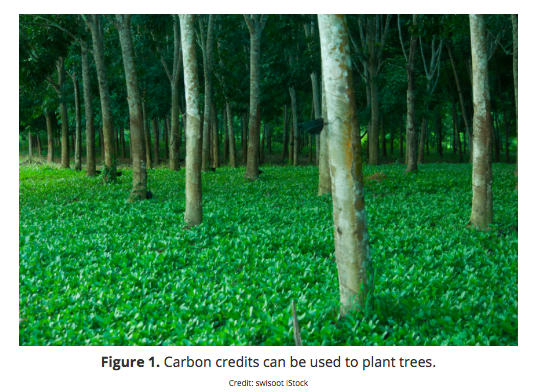 Figure 1. Carbon credits can be used to plant trees.
Credit: swisoot iStock